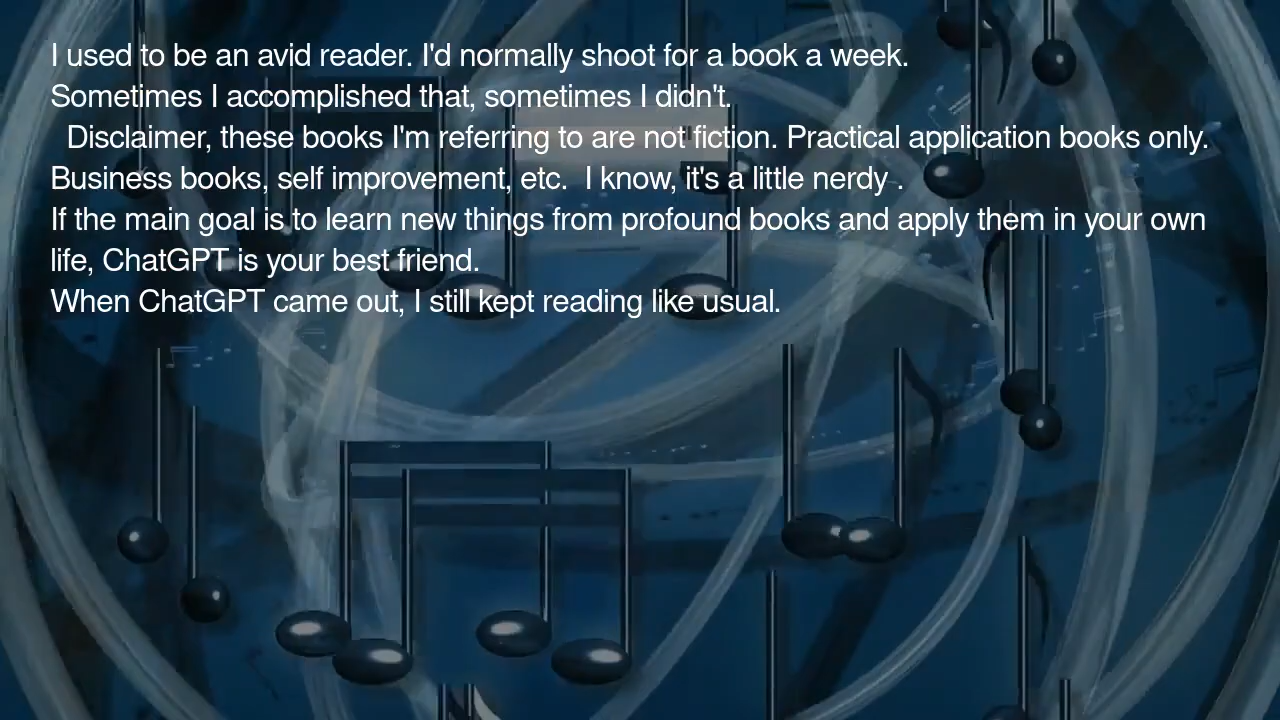 I used to be an avid reader. I'd normally shoot for a book a week.
Sometimes I accomplished that, sometimes I didn't.
Disclaimer, these books I'm referring to are not fiction. Practical application books only.
Business books, self improvement, etc.  I know, it's a little nerdy .
If the main goal is to learn new things from profound books and apply them in your own
life, ChatGPT is your best friend.
When ChatGPT came out, I still kept reading like usual.